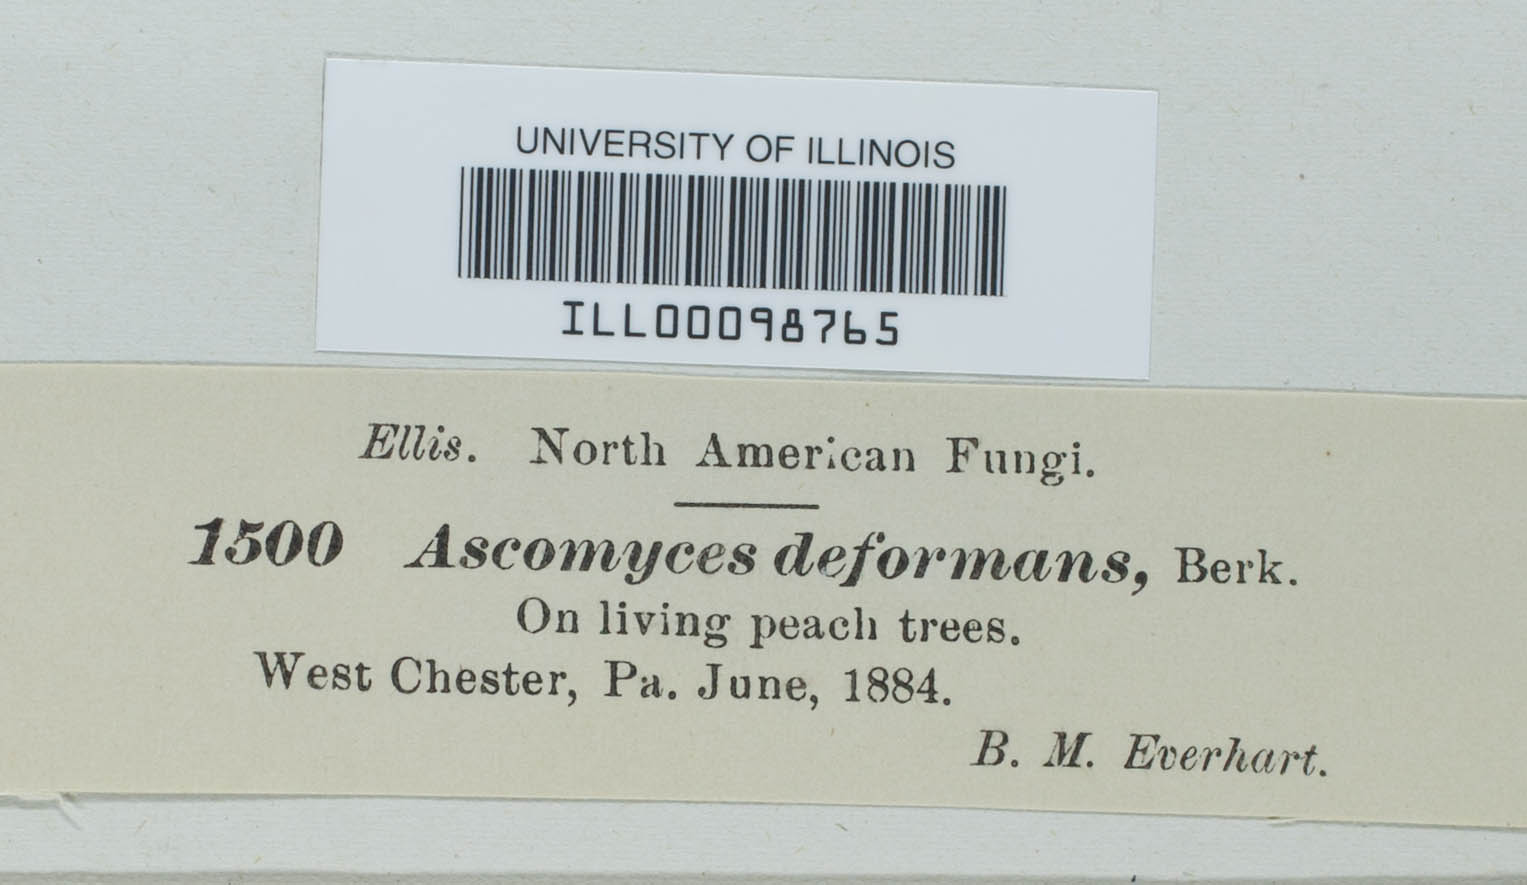 UNIVERSITY OF ILLINOIS
ILL00098765
Ellis. North American Fungi.
1500 Ascomyces deformans, Berk.
On living peach trees.
West Chester, Pa. June, 1884.
B. M. Everhart.